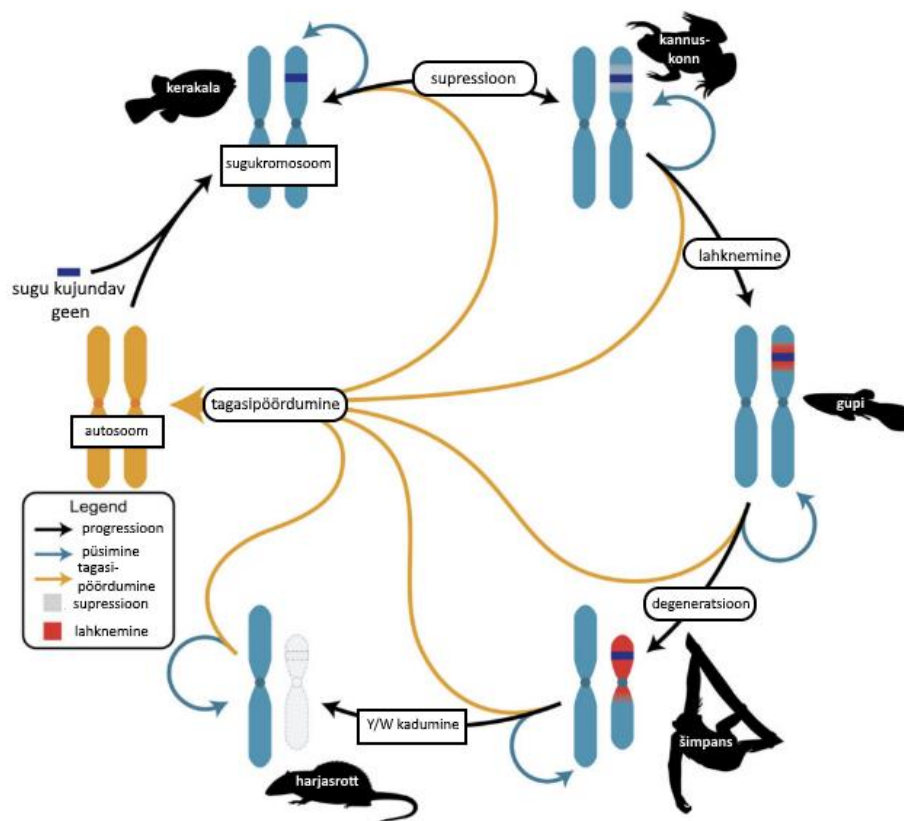 kerakala
supressioon
kannus-
konn
sugukromosoom
lahknemine
sugu kujundav
geen
tagasipöördumine
autosoom
gupi
Legend
progressioon
püsimine
tagasi-
pöördumine
supressioon
lahknemine
degeneratsioon
Y/W kadumine
šimpans
harjasrott